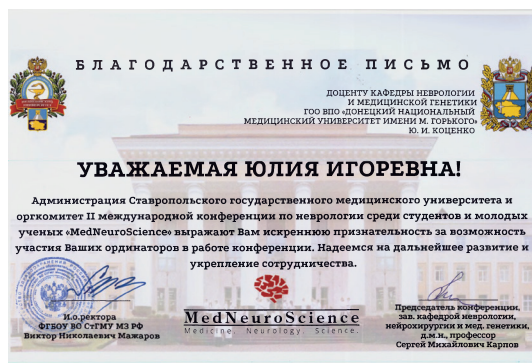 БЛАГОДАРСТВЕННОЕ ПИСЬМО
ДОЦЕНТУ КАФЕДРЫ НЕВРОЛОГИИ
И МЕДИЦИНСКОЙ ГЕНЕТИКИ
ГОО ВПО «ДОНЕЦКИЙ НАЦИОНАЛЬНЫЙ
МЕДИЦИНСКИЙ УНИВЕРСИТЕТ ИМЕНИ М. ГОРЬКОГО»
Ю. И. КОЦЕНКО
УВАЖАЕМАЯ ЮЛИЯ ИГОРЕВНА!
Администрация Ставропольского государственного медицинского университета и
оргкомитет II международной конференции по неврологии среди студентов и молодых
ученых «MedNeuroScience» выражают Вам искреннюю признательность за возможность
участия Ваших ординаторов в работе конференции. Надеемся на дальнейшее развитие и
укрепление сотрудничества.
И.о.ректора
ФГБОУ ВО СтГМУ МЗ РФ
Виктор Николаевич Мажаров
MedNeuroScience
Medicine. Neurology. Science.
Председатель конференции,
зав. кафедрой неврологии,
нейрохирургии и мед. генетики,
д.м.н., профессор
Сергей Михайлович Карпов